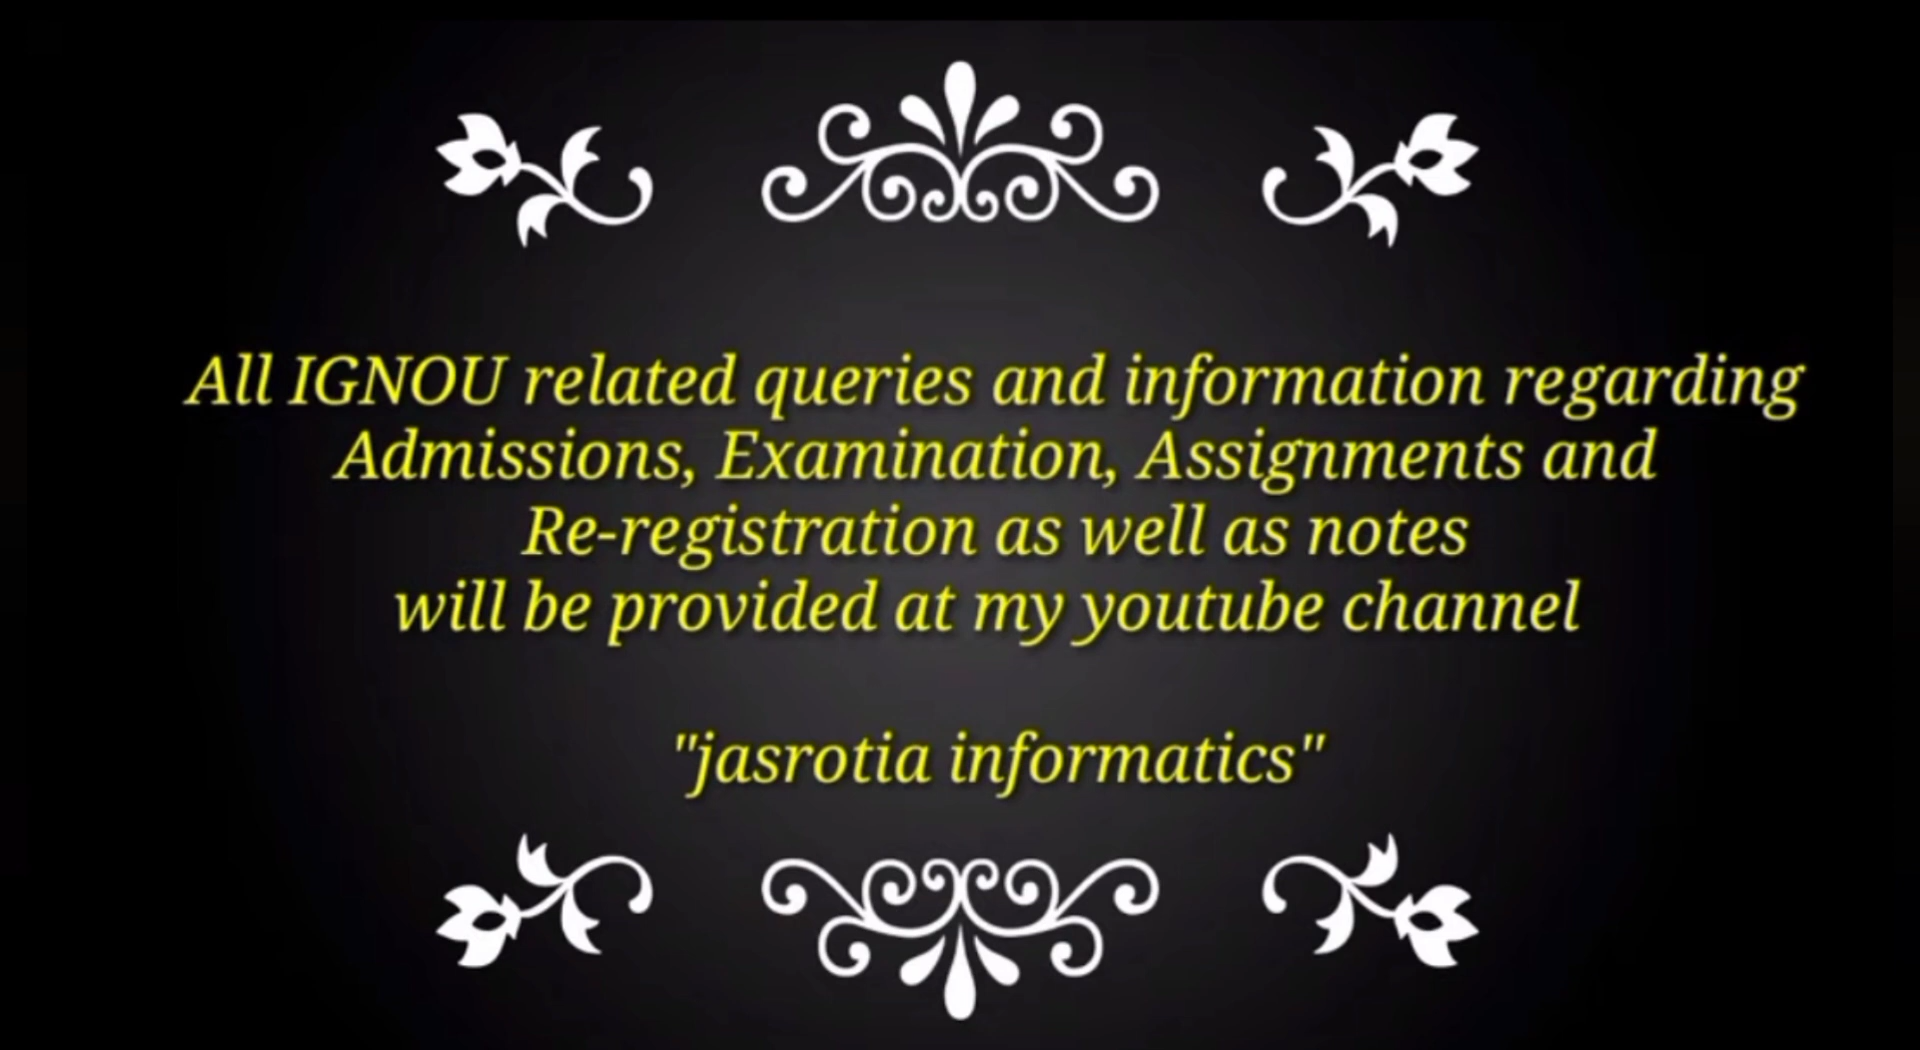 All IGNOU related queries and information regarding
Admissions, Examination, Assignments and
Re-registration as well as notes
will be provided at my youtube channel
"jasrotia informatics"